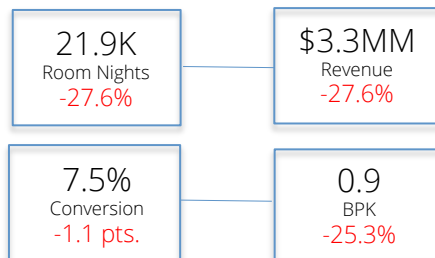 21.9K
Room Nights
-27.6%
$3.3MM
Revenue
-27.6%
7.5%
Conversion
-1.1 pts.
0.9
BPK
-25.3%